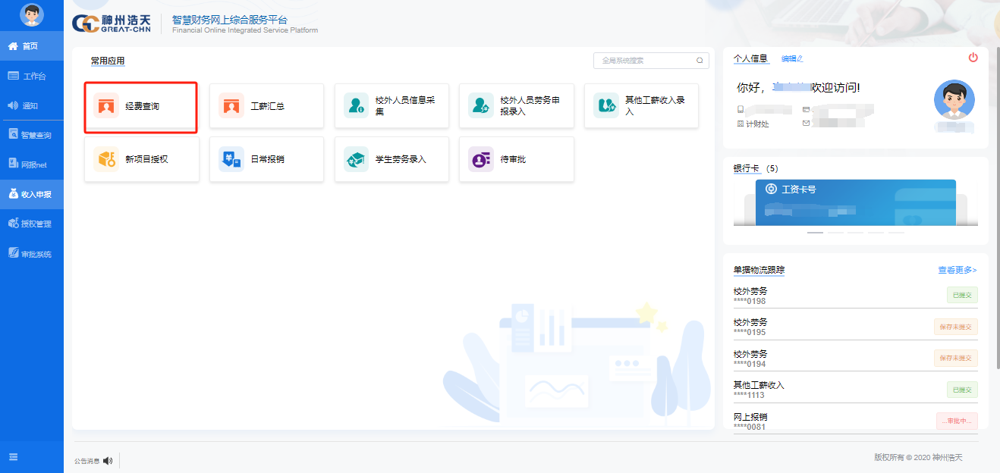 神州浩天
GREAT-CHN
智慧财务网上综合服务平台
Financial Online Integrated Service Platform
首页
工作台
通知
智慧查询
网报net
收入申报
授权管理
审批系统
常用应用
全局系统搜索
经费查询
工薪汇总
校外人员信息采
集
校外人员劳务申
报录入
其他工薪收入录
入
新项目授权
日常报销
学生劳务录入
待审批
个人信息
编辑
你好，
欢迎访问!
计财处
银行卡 (5)
工资卡号
单据物流跟踪
查看更多>
校外劳务
****0198
已提交
校外劳务
****0195
保存未提交
校外劳务
****0194
保存未提交
其他工薪收入
****1113
已提交
网上报销
****0081
...审批中...
公告消息
版权所有 © 2020 神州浩天